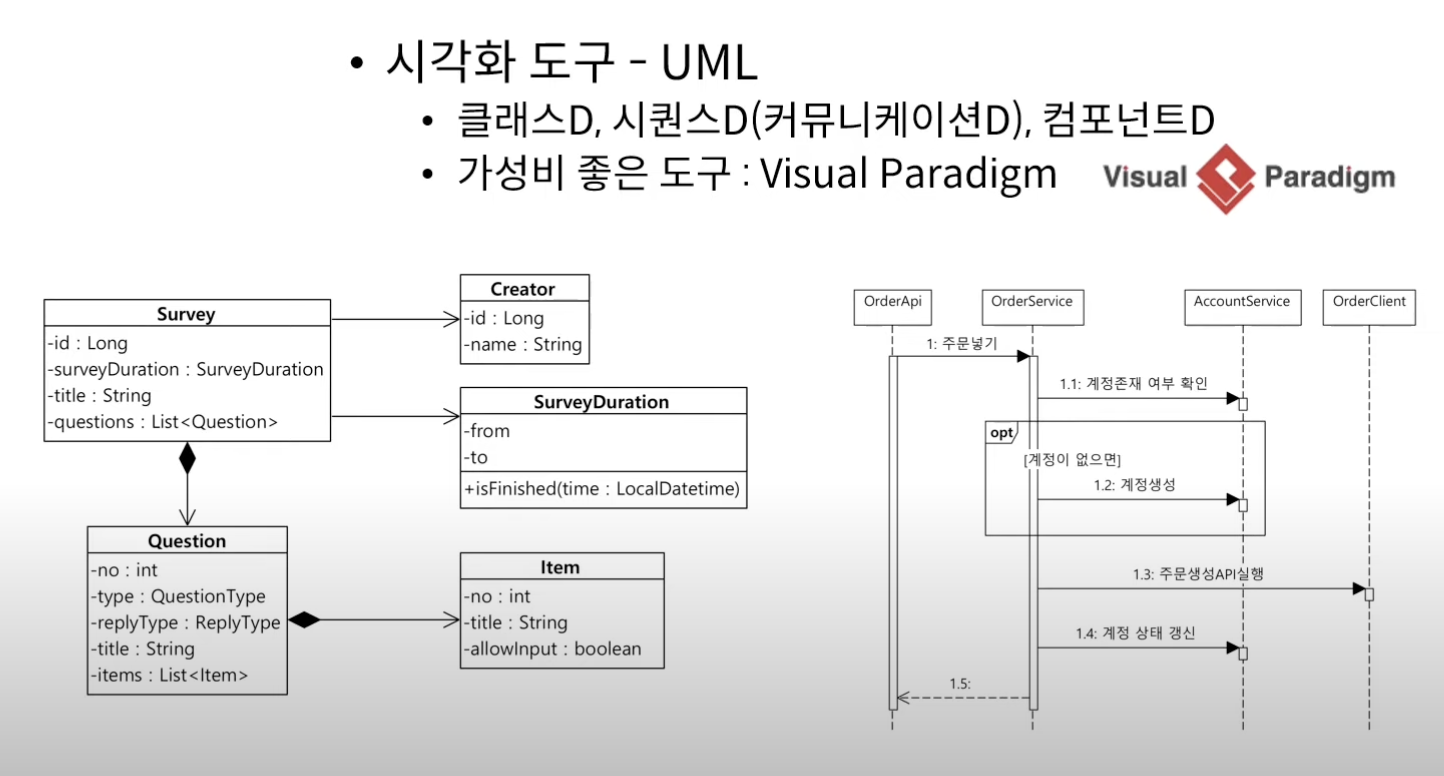 • 시각화 도구 - UML
• 클래스D, 시퀀스D(커뮤니케이션D), 컴포넌트D
• 가성비 좋은 도구 : Visual Paradigm
Visual Paradigm
Survey
-id : Long
-surveyDuration : SurveyDuration
-title : String
-questions : List<Question>
Creator
-id : Long
-name : String
SurveyDuration
-from
-to
+isFinished(time : LocalDatetime)
Question
-no : int
-type : QuestionType
-replyType : ReplyType
-title : String
-items : List<Item>
Item
-no : int
-title : String
-allowInput : boolean
OrderApi
OrderService
AccountService
OrderClient
1: 주문넣기
1.1: 계정존재 여부 확인
opt
[계정이 없으면]
1.2: 계정생성
1.3: 주문생성API실행
1.4: 계정 상태 갱신
1.5: